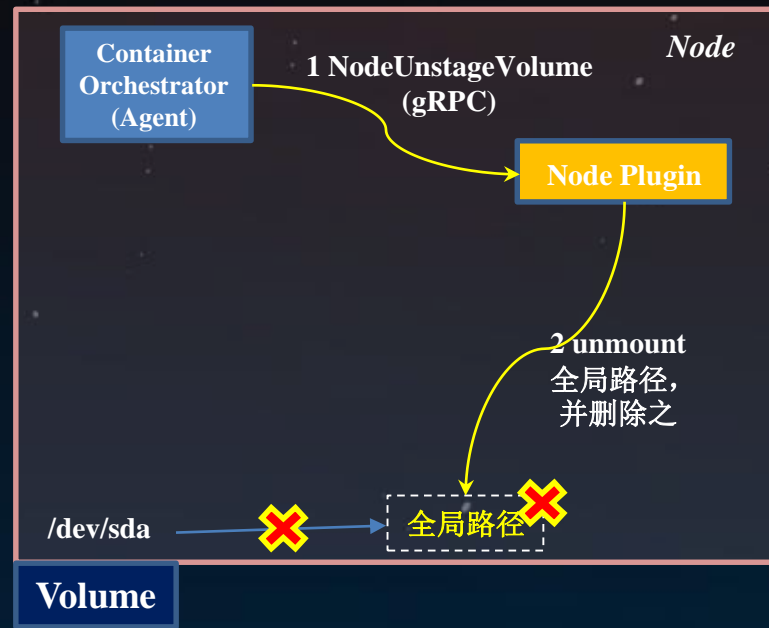 Container
Orchestrator
(Agent)
1 NodeUnstageVolume
(gRPC)
Node
Node Plugin
2 unmount
全局路径，
并删除之
/dev/sda
全局路径
Volume